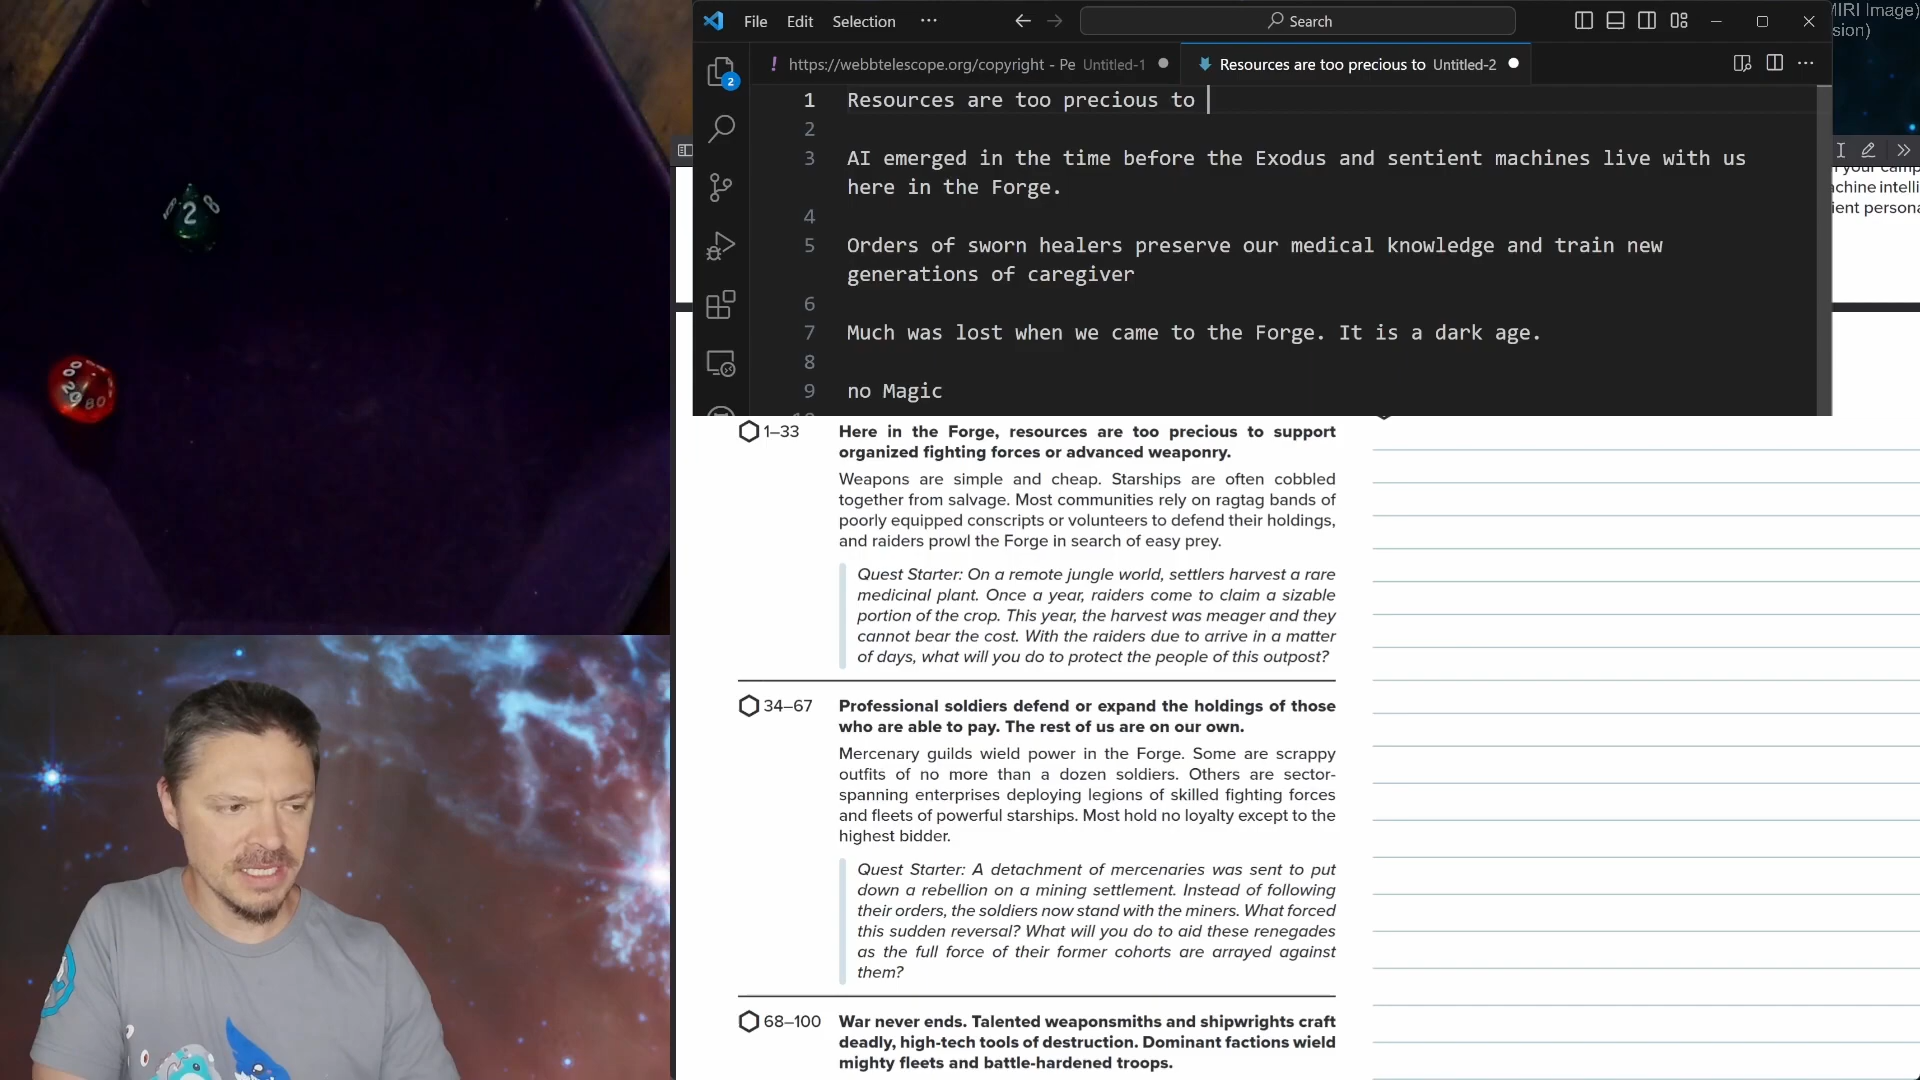 File Edit Selection ··· Search
MIRI Image)
sion)
2
https://webbtelescope.org/copyright - Pe Untitled-1
Resources are too precious to Untitled-2
1 Resources are too precious to
2
3 AI emerged in the time before the Exodus and sentient machines live with us
here in the Forge.
4
5 Orders of sworn healers preserve our medical knowledge and train new
generations of caregiver
6
7 Much was lost when we came to the Forge. It is a dark age.
8
9 no Magic
your camp
achine intelli
ient persona
2
8
00
20
80
1–33 Here in the Forge, resources are too precious to support
organized fighting forces or advanced weaponry.
Weapons are simple and cheap. Starships are often cobbled
together from salvage. Most communities rely on ragtag bands of
poorly equipped conscripts or volunteers to defend their holdings,
and raiders prowl the Forge in search of easy prey.
Quest Starter: On a remote jungle world, settlers harvest a rare
medicinal plant. Once a year, raiders come to claim a sizable
portion of the crop. This year, the harvest was meager and they
cannot bear the cost. With the raiders due to arrive in a matter
of days, what will you do to protect the people of this outpost?
34–67 Professional soldiers defend or expand the holdings of those
who are able to pay. The rest of us are on our own.
Mercenary guilds wield power in the Forge. Some are scrappy
outfits of no more than a dozen soldiers. Others are sector-
spanning enterprises deploying legions of skilled fighting forces
and fleets of powerful starships. Most hold no loyalty except to the
highest bidder.
Quest Starter: A detachment of mercenaries was sent to put
down a rebellion on a mining settlement. Instead of following
their orders, the soldiers now stand with the miners. What forced
this sudden reversal? What will you do to aid these renegades
as the full force of their former cohorts are arrayed against
them?
68–100 War never ends. Talented weaponsmiths and shipwrights craft
deadly, high-tech tools of destruction. Dominant factions wield
mighty fleets and battle-hardened troops.